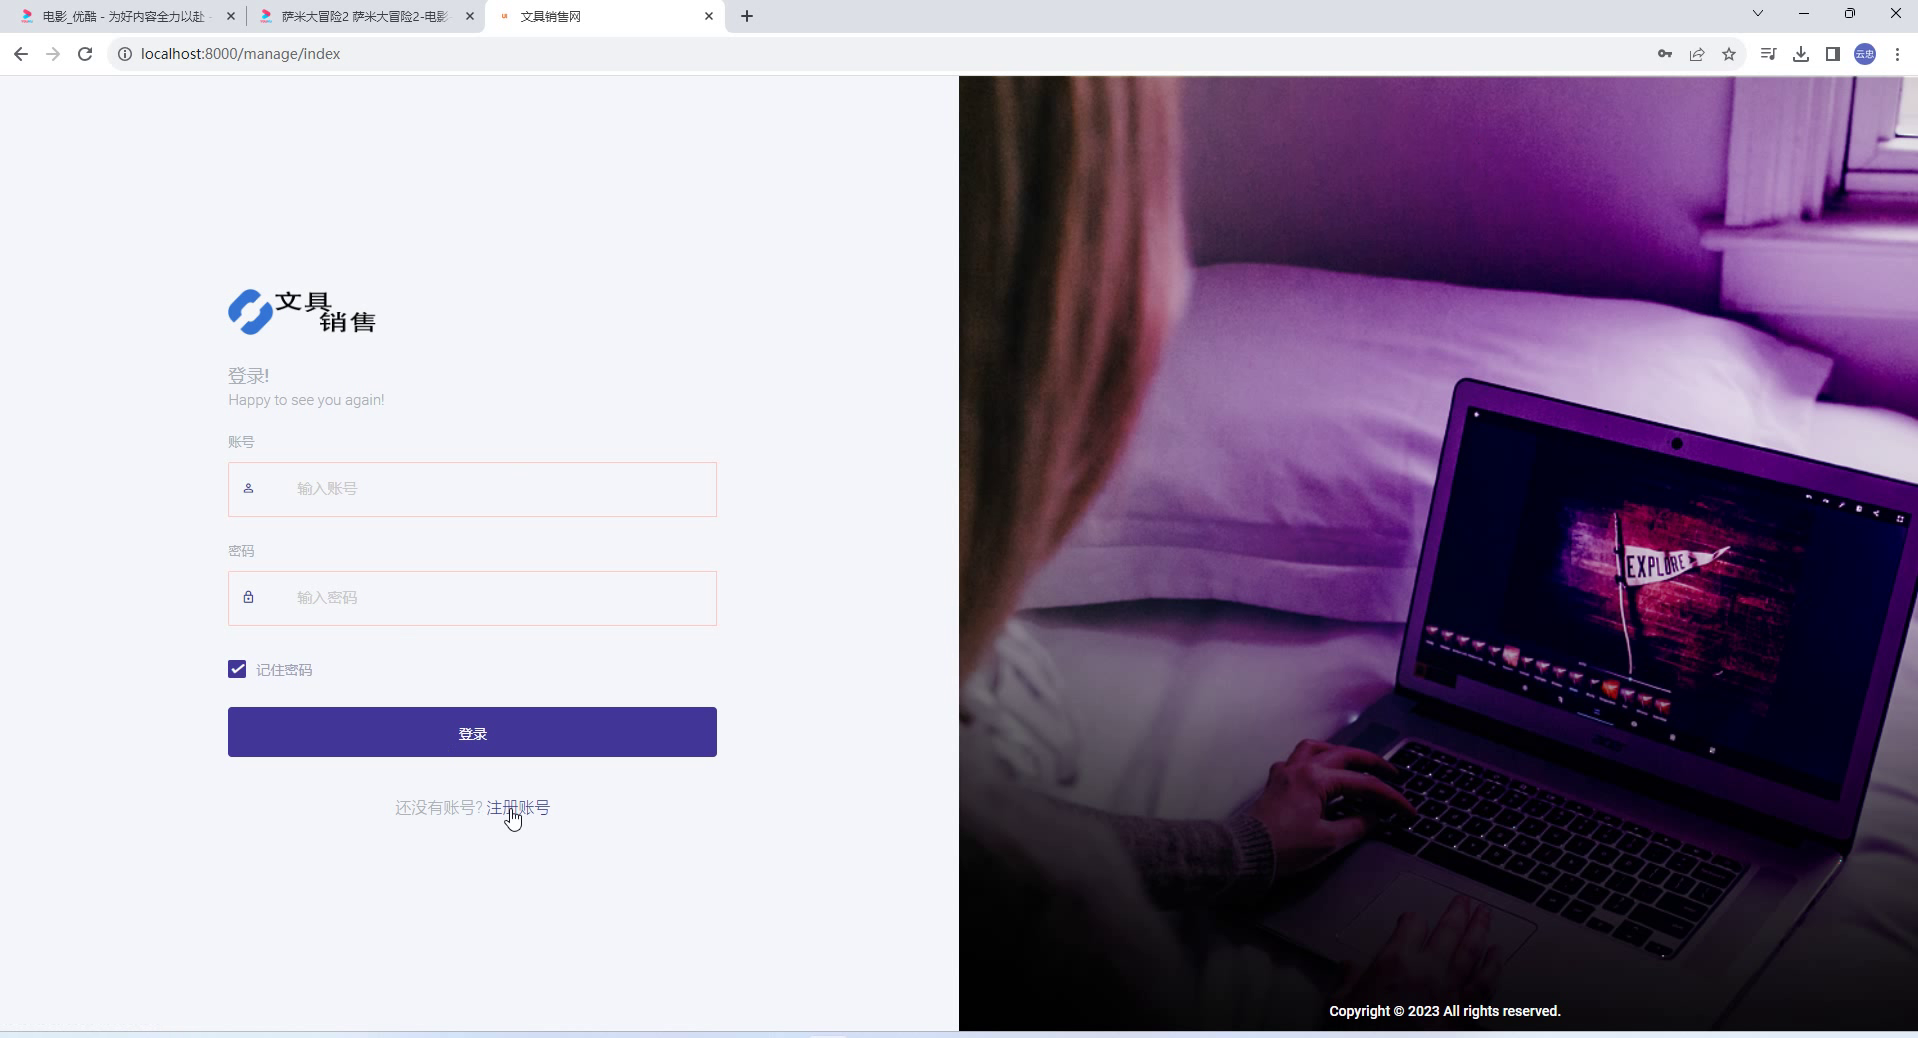 电影_优酷 - 为好内容全力以赴 -
萨米大冒险2 萨米大冒险2-电影
文具销售网
localhost:8000/manage/index
云忠
文具
销售
登录!
Happy to see you again!
账号
输入账号
密码
输入密码
记住密码
登录
还没有账号? 注册账号
EXPLORE
Copyright © 2023 All rights reserved.